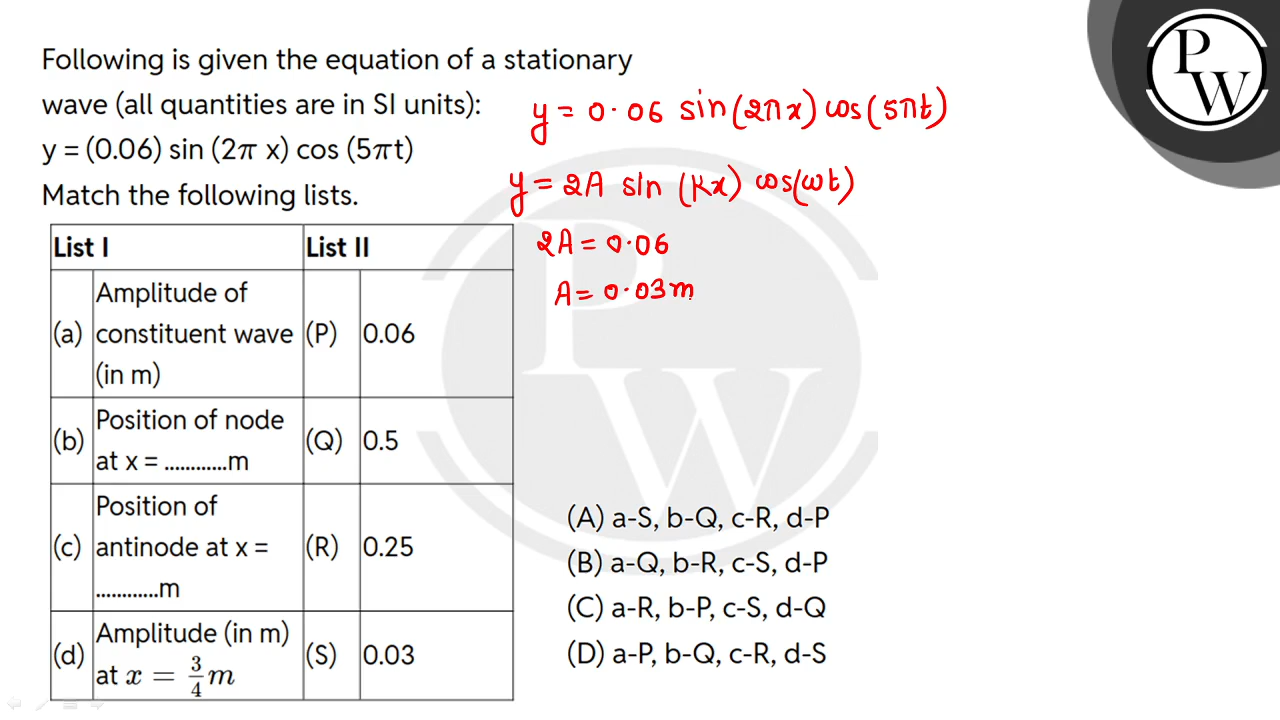 Following is given the equation of a stationary
wave (all quantities are in SI units):
y = (0.06) sin (2π x) cos (5πt)
Match the following lists.
y = 0.06 sin(2πx) cos(5πt)
y = 2A sin (Kx) cos(ωt)
2A = 0.06
A = 0.03m
List I List II
(a) Amplitude of constituent wave (in m) (P) 0.06
(b) Position of node at x = ............m (Q) 0.5
(c) Position of antinode at x = ............m (R) 0.25
(d) Amplitude (in m) at x = 3/4 m (S) 0.03
(A) a-S, b-Q, c-R, d-P
(B) a-Q, b-R, c-S, d-P
(C) a-R, b-P, c-S, d-Q
(D) a-P, b-Q, c-R, d-S
P
W
P
W